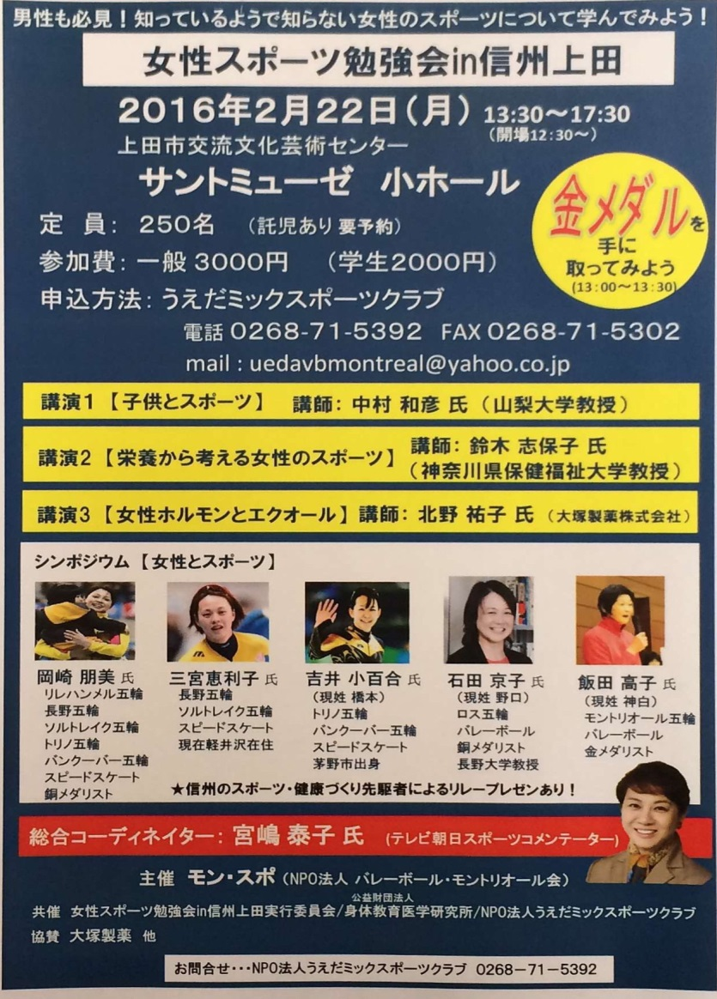 男性も必見！知っているようで知らない女性のスポーツについて学んでみよう！
女性スポーツ勉強会in信州上田
2016年2月22日（月） 13:30～17:30
（開場12:30～）
上田市交流文化芸術センター
サントミューゼ 小ホール
金メダルを
手に
取ってみよう
(13:00～13:30)
定 員： 250名 （託児あり 要予約）
参加費：一般 3000円 （学生2000円）
申込方法：うえだミックスポーツクラブ
電話 0268-71-5392 FAX 0268-71-5302
mail : uedavbmontreal@yahoo.co.jp
講演1 【子供とスポーツ】 講師： 中村 和彦 氏 （山梨大学教授）
講演2 【栄養から考える女性のスポーツ】 講師： 鈴木 志保子 氏
（神奈川県保健福祉大学教授）
講演3 【女性ホルモンとエクオール】 講師： 北野 祐子 氏 （大塚製薬株式会社）
シンポジウム 【女性とスポーツ】
岡崎 朋美 氏
リレハンメル五輪
長野五輪
ソルトレイク五輪
トリノ五輪
バンクーバー五輪
スピードスケート
銅メダリスト
三宮恵利子 氏
長野五輪
ソルトレイク五輪
スピードスケート
現在軽井沢在住
吉井 小百合 氏
（現姓 橋本）
トリノ五輪
バンクーバー五輪
スピードスケート
茅野市出身
石田 京子 氏
（現姓 野口）
ロス五輪
バレーボール
銅メダリスト
長野大学教授
飯田 高子 氏
（現姓 神白）
モントリオール五輪
バレーボール
金メダリスト
★信州のスポーツ・健康づくり先駆者によるリレープレゼンあり！
総合コーディネイター： 宮嶋 泰子 氏 (テレビ朝日スポーツコメンテーター)
主催 モン・スポ（NPO法人 バレーボール・モントリオール会）
公益財団法人
共催 女性スポーツ勉強会in信州上田実行委員会/身体教育医学研究所/NPO法人うえだミックスポーツクラブ
協賛 大塚製薬 他
お問合せ・・・NPO法人うえだミックスポーツクラブ 0268－71－5392